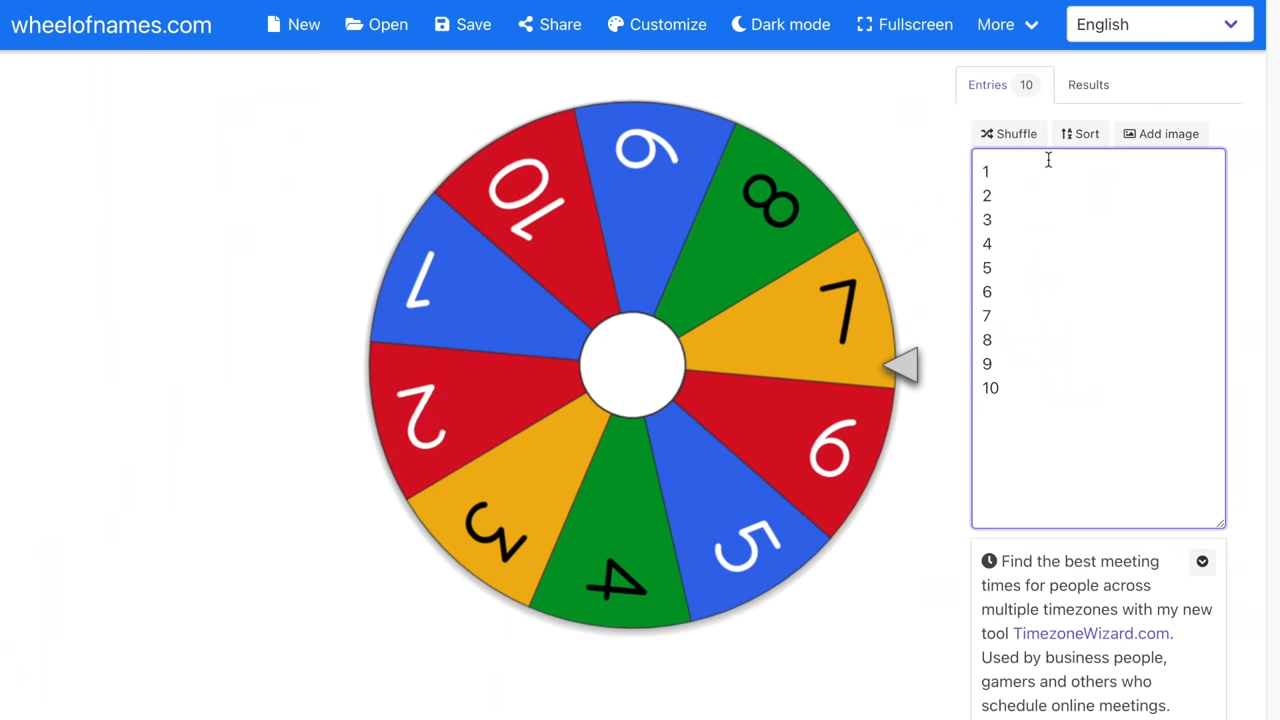 wheelofnames.com
New
Open
Save
Share
Customize
Dark mode
Fullscreen
More
English
Entries 10
Results
Shuffle
Sort
Add image
1
2
3
4
5
6
7
8
9
10
9
8
7
6
5
4
3
2
1
10
Find the best meeting
times for people across
multiple timezones with my new
tool TimezoneWizard.com.
Used by business people,
gamers and others who
schedule online meetings.